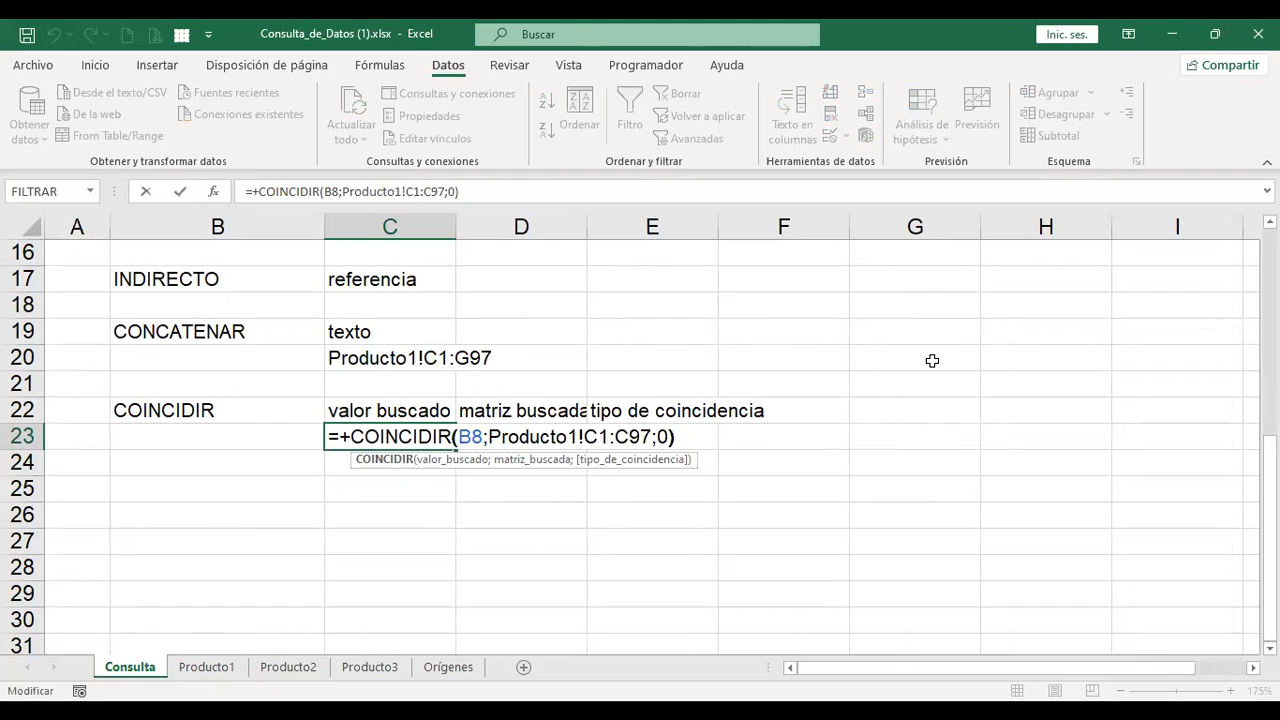 Consulta_de_Datos (1).xlsx - Excel
Buscar
Inic. ses.
Archivo Inicio Insertar Disposición de página Fórmulas Datos Revisar Vista Programador Ayuda
Compartir
Obtener datos
Desde el texto/CSV
De la web
From Table/Range
Fuentes recientes
Conexiones existentes
Obtener y transformar datos
Actualizar todo
Consultas y conexiones
Propiedades
Editar vínculos
Consultas y conexiones
Ordenar
Filtro
Borrar
Volver a aplicar
Avanzadas
Ordenar y filtrar
Texto en columnas
Herramientas de datos
Análisis de hipótesis
Previsión
Previsión
Agrupar
Desagrupar
Subtotal
Esquema
FILTRAR
fx
=+COINCIDIR(B8;Producto1!C1:C97;0)
A B C D E F G H I
16
17 INDIRECTO referencia
18
19 CONCATENAR texto
20 Producto1!C1:G97
21
22 COINCIDIR valor buscado matriz buscada tipo de coincidencia
23 =+COINCIDIR(B8;Producto1!C1:C97;0)
24 COINCIDIR(valor_buscado; matriz_buscada; [tipo_de_coincidencia])
25
26
27
28
29
30
31
Consulta Producto1 Producto2 Producto3 Orígenes
Modificar
175%